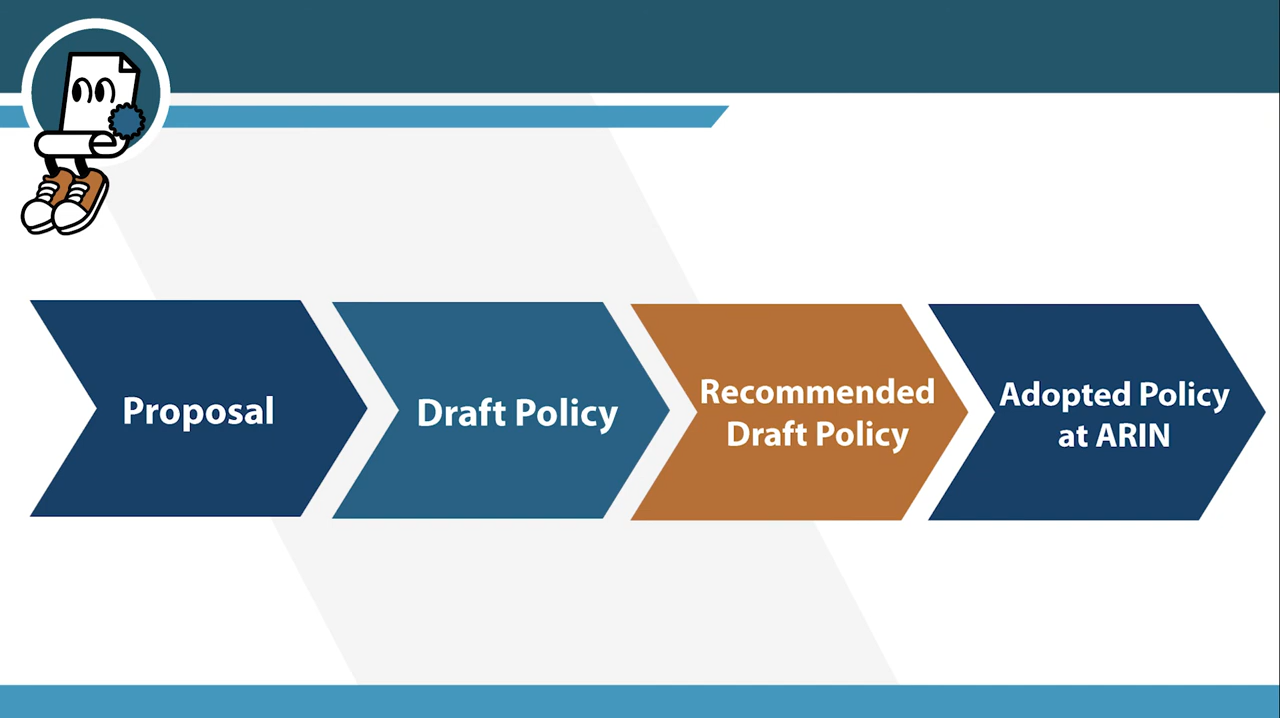 Proposal
Draft Policy
Recommended
Draft Policy
Adopted Policy
at ARIN